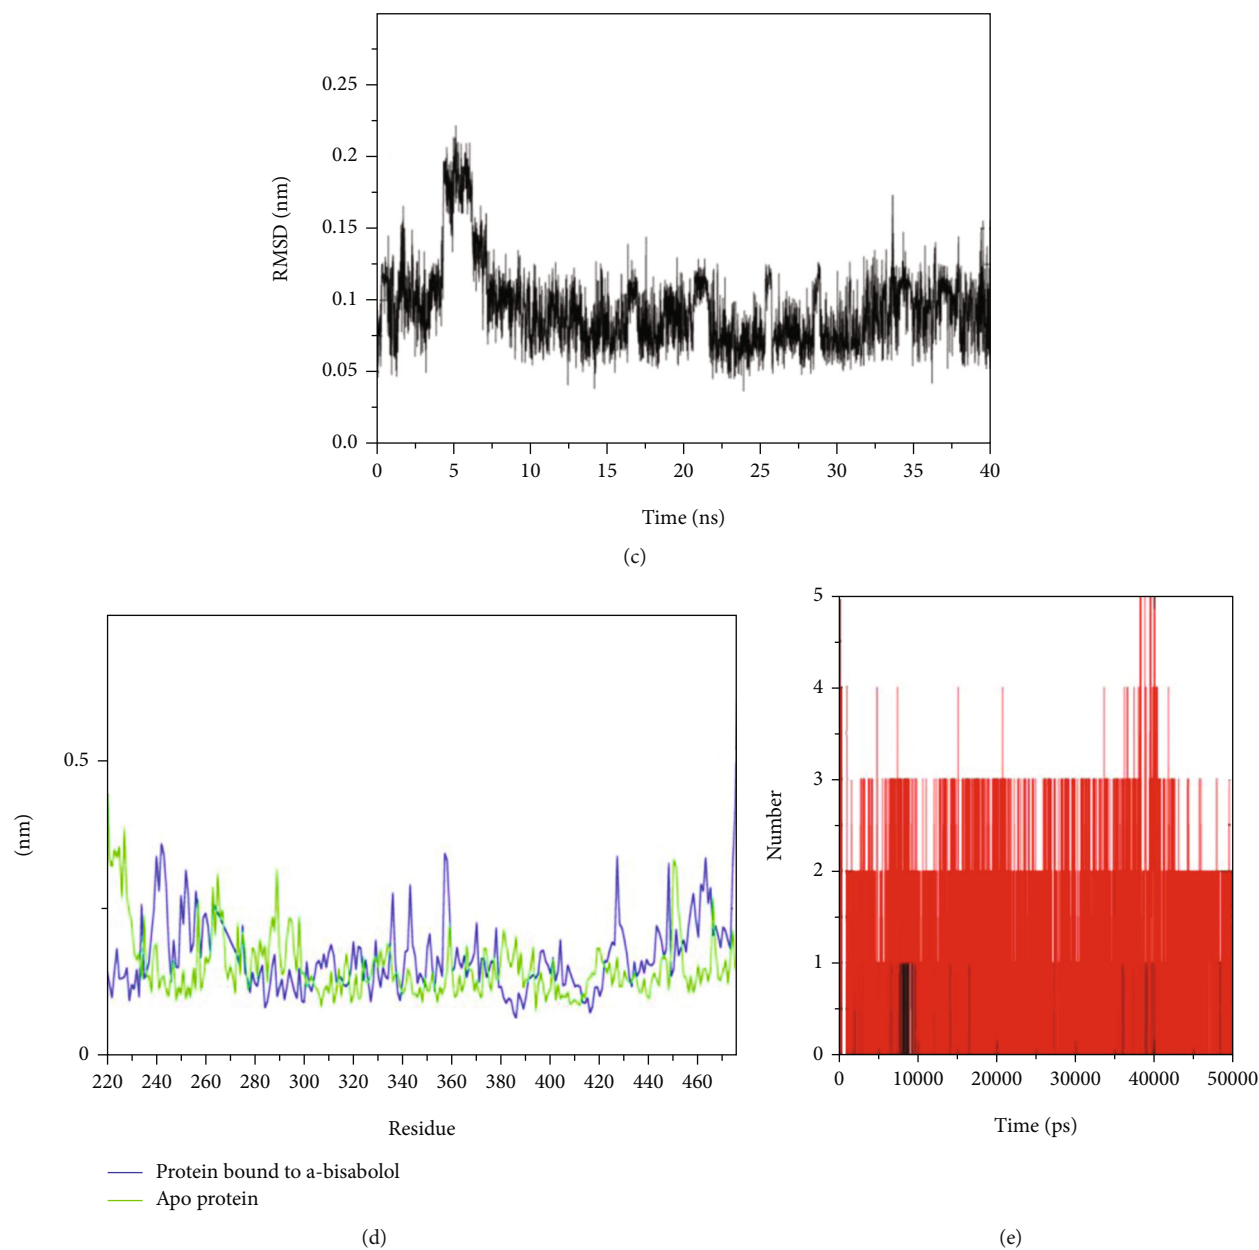 0.25
0.2
0.15
0.1
0.05
0.0
RMSD (nm)
0 5 10 15 20 25 30 35 40
Time (ns)
(c)
0.5
0
(nm)
220 240 260 280 300 320 340 360 380 400 420 440 460
Residue
Protein bound to a-bisabolol
Apo protein
(d)
5
4
3
2
1
0
Number
0 10000 20000 30000 40000 50000
Time (ps)
(e)